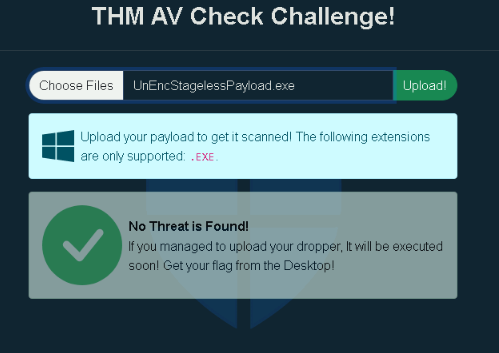 THM AV Check Challenge!
Choose Files UnEncStagelessPayload.exe Upload!
Upload your payload to get it scanned! The following extensions
are only supported: .EXE.
No Threat is Found!
If you managed to upload your dropper, It will be executed
soon! Get your flag from the Desktop!